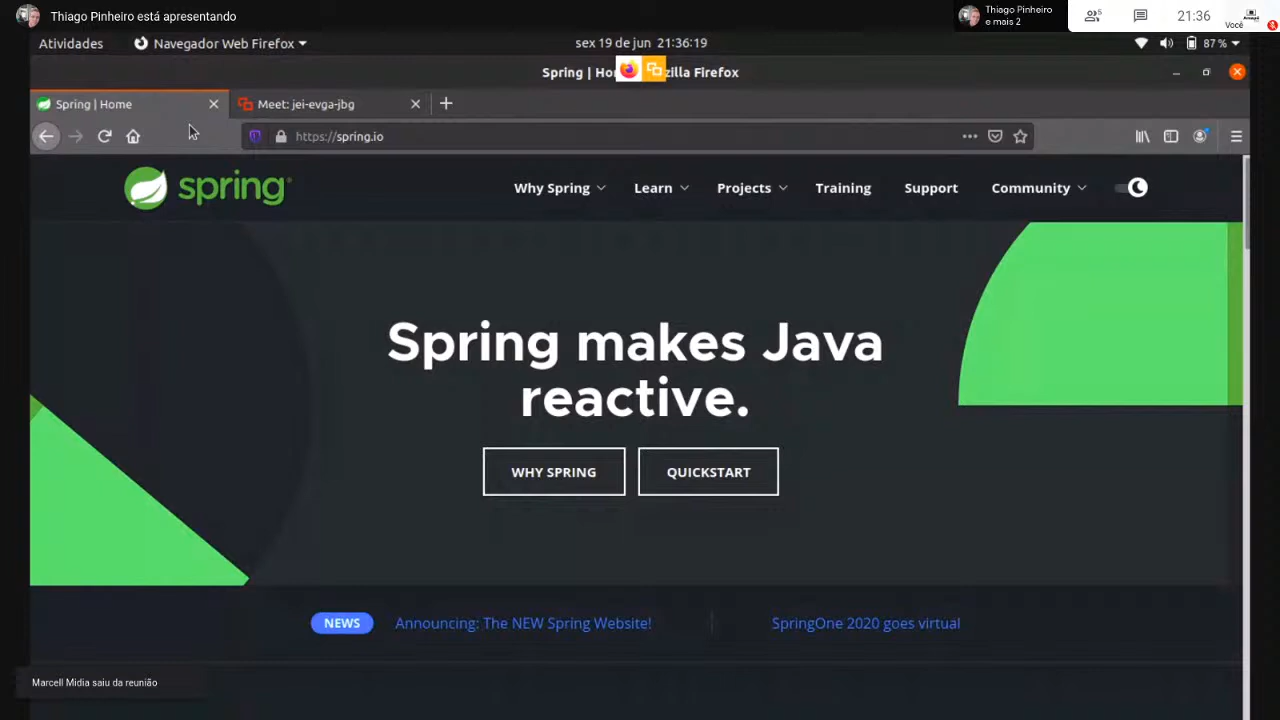 Thiago Pinheiro está apresentando
Thiago Pinheiro
e mais 2
5
21:36
Você
Atividades
Navegador Web Firefox
sex 19 de jun 21:36:19
87%
Spring | Ho
zilla Firefox
Spring | Home
Meet: jei-evga-jbg
https://spring.io
spring
Why Spring
Learn
Projects
Training
Support
Community
Spring makes Java
reactive.
WHY SPRING
QUICKSTART
NEWS
Announcing: The NEW Spring Website!
SpringOne 2020 goes virtual
Marcell Midia saiu da reunião